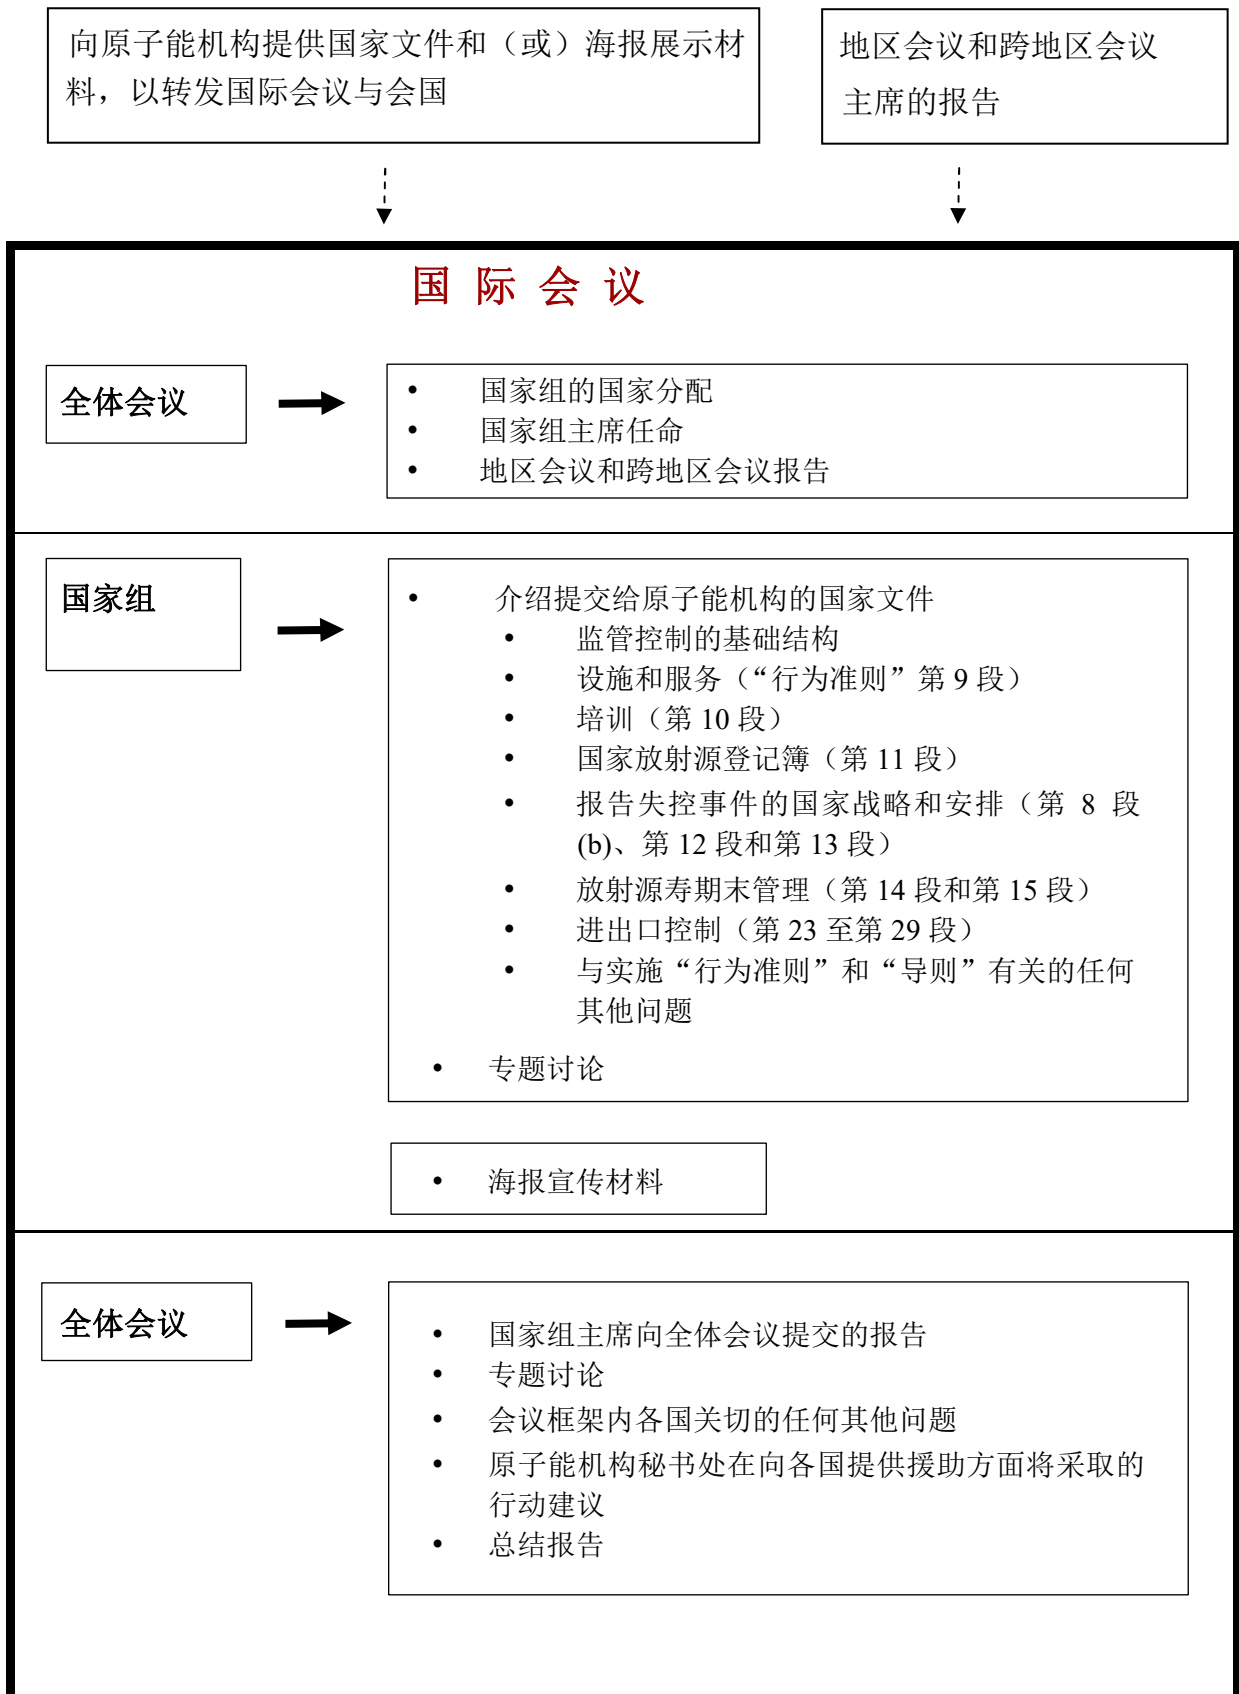 向原子能机构提供国家文件和（或）海报展示材
料，以转发国际会议与会国
地区会议和跨地区会议
主席的报告
国 际 会 议
全体会议
• 国家组的国家分配
• 国家组主席任命
• 地区会议和跨地区会议报告
国家组
• 介绍提交给原子能机构的国家文件
• 监管控制的基础结构
• 设施和服务（“行为准则”第 9 段）
• 培训（第 10 段）
• 国家放射源登记簿（第 11 段）
• 报告失控事件的国家战略和安排（第 8 段
(b)、第 12 段和第 13 段）
• 放射源寿期末管理（第 14 段和第 15 段）
• 进出口控制（第 23 至第 29 段）
• 与实施“行为准则”和“导则”有关的任何
其他问题
• 专题讨论
• 海报宣传材料
全体会议
• 国家组主席向全体会议提交的报告
• 专题讨论
• 会议框架内各国关切的任何其他问题
• 原子能机构秘书处在向各国提供援助方面将采取的
行动建议
• 总结报告